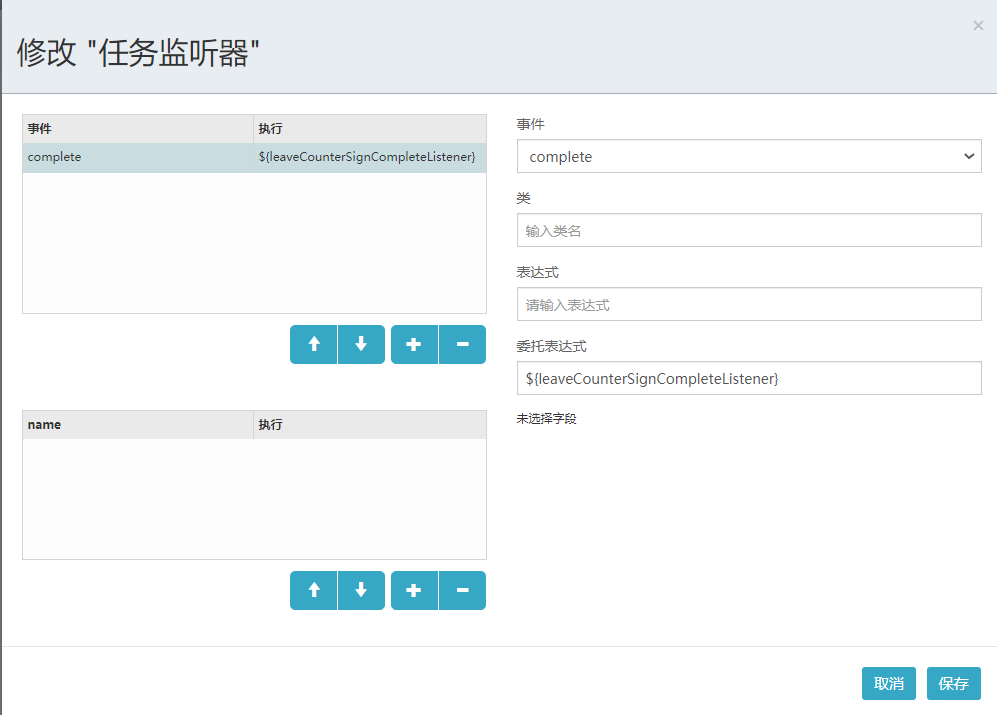 ×
修改 "任务监听器"
事件 执行
complete ${leaveCounterSignCompleteListener}
name 执行
事件
complete
类
输入类名
表达式
请输入表达式
委托表达式
${leaveCounterSignCompleteListener}
未选择字段
取消 保存